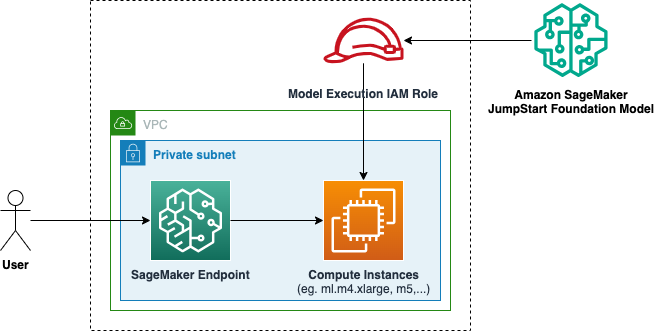 Amazon SageMaker
JumpStart Foundation Model
Model Execution IAM Role
VPC
Private subnet
User
SageMaker Endpoint
Compute Instances
(eg. ml.m4.xlarge, m5,...)